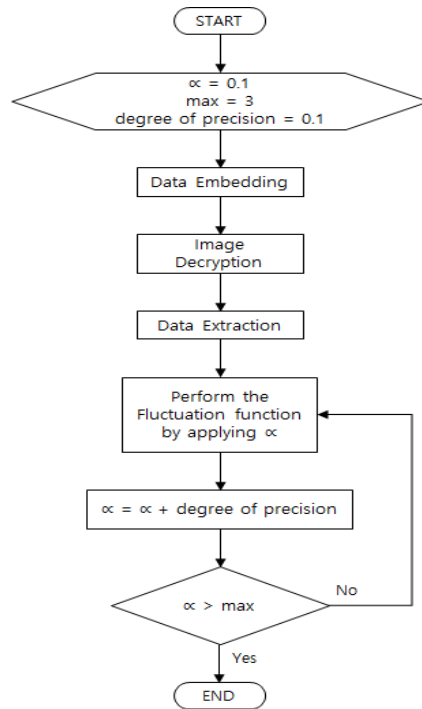 START
∝ = 0.1
max = 3
degree of precision = 0.1
Data Embedding
Image
Decryption
Data Extraction
Perform the
Fluctuation function
by applying ∝
∝ = ∝ + degree of precision
∝ > max
No
Yes
END